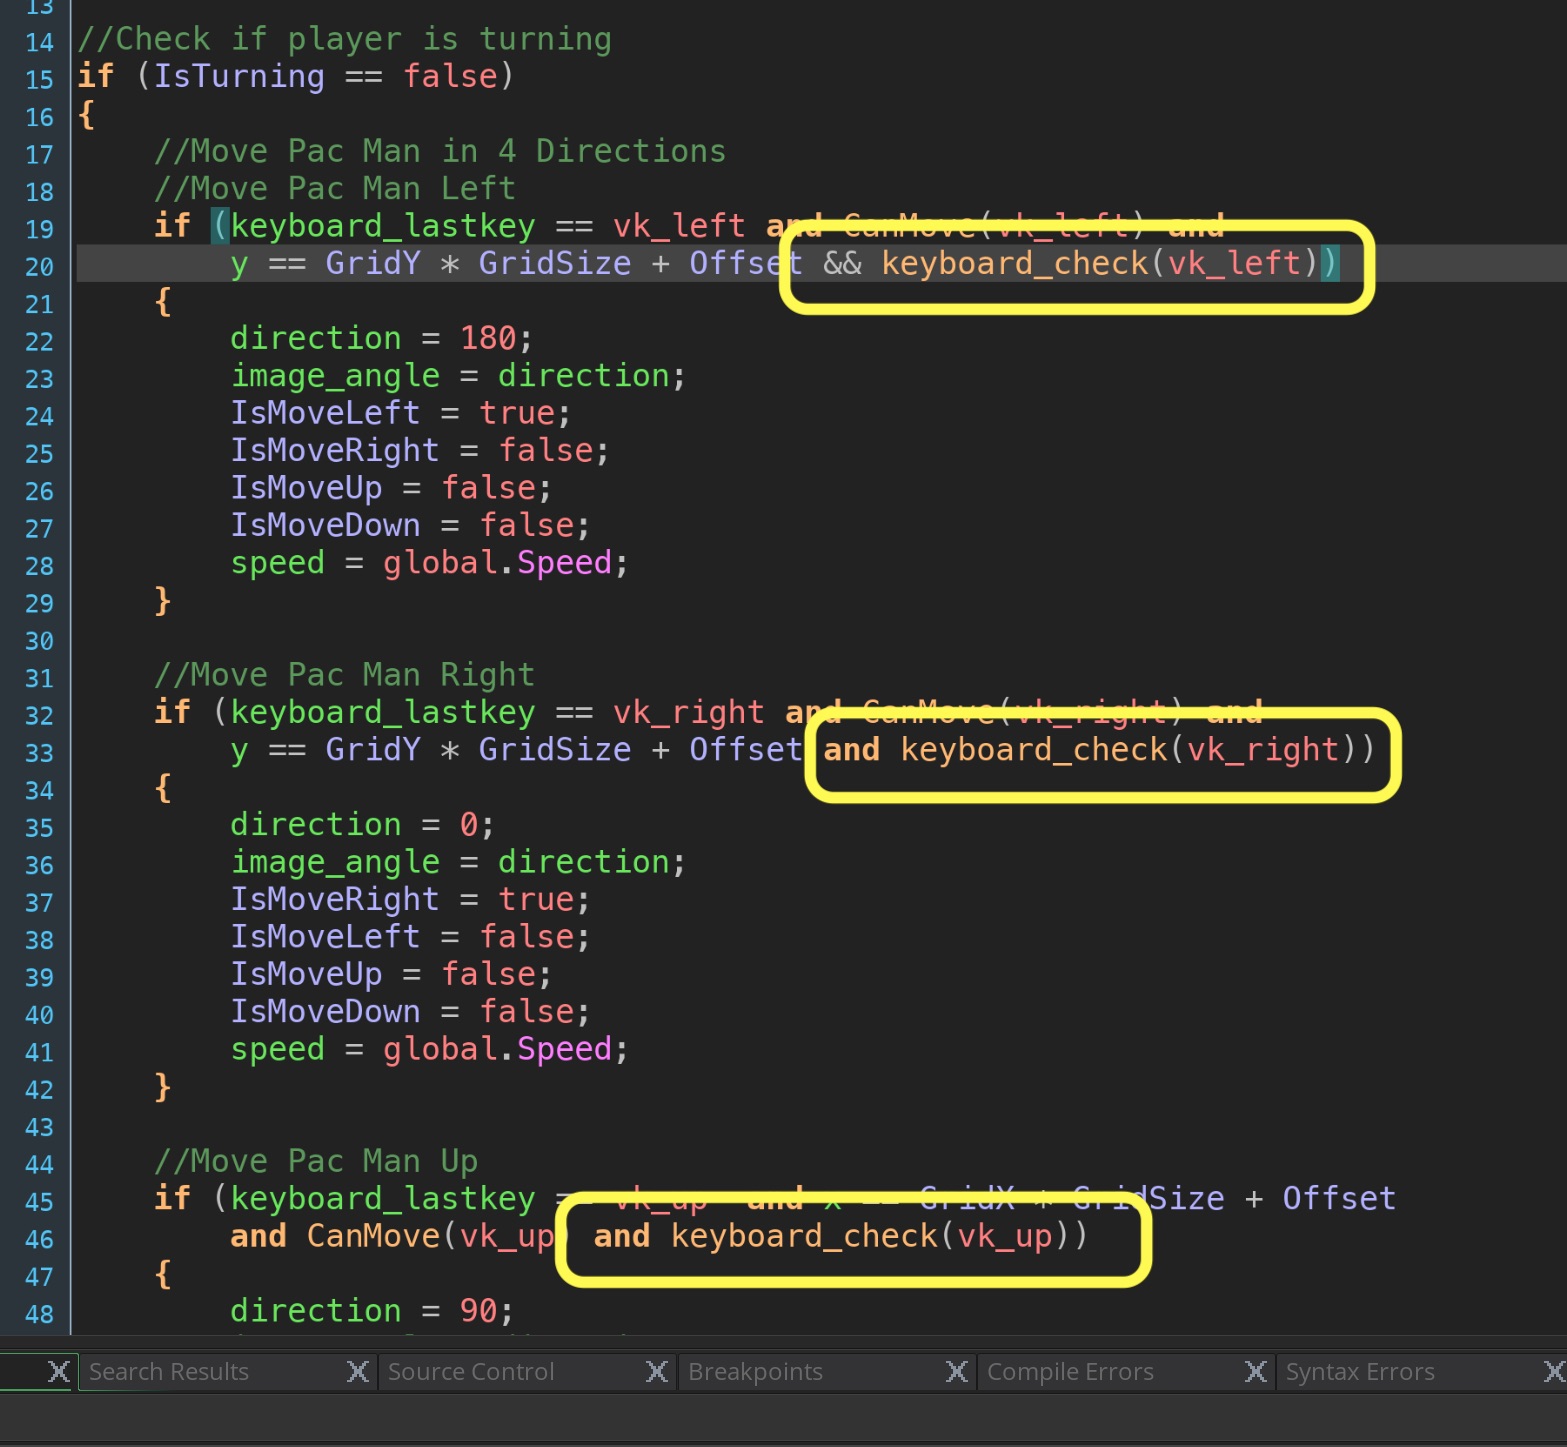 13
14 //Check if player is turning
15 if (IsTurning == false)
16 {
17 //Move Pac Man in 4 Directions
18 //Move Pac Man Left
19 if (keyboard_lastkey == vk_left and CanMove(vk_left) and
20 y == GridY * GridSize + Offset && keyboard_check(vk_left))
21 {
22 direction = 180;
23 image_angle = direction;
24 IsMoveLeft = true;
25 IsMoveRight = false;
26 IsMoveUp = false;
27 IsMoveDown = false;
28 speed = global.Speed;
29 }
30
31 //Move Pac Man Right
32 if (keyboard_lastkey == vk_right and CanMove(vk_right) and
33 y == GridY * GridSize + Offset and keyboard_check(vk_right))
34 {
35 direction = 0;
36 image_angle = direction;
37 IsMoveRight = true;
38 IsMoveLeft = false;
39 IsMoveUp = false;
40 IsMoveDown = false;
41 speed = global.Speed;
42 }
43
44 //Move Pac Man Up
45 if (keyboard_lastkey == vk_up and x == GridX * GridSize + Offset
46 and CanMove(vk_up) and keyboard_check(vk_up))
47 {
48 direction = 90;
Search Results Source Control Breakpoints Compile Errors Syntax Errors